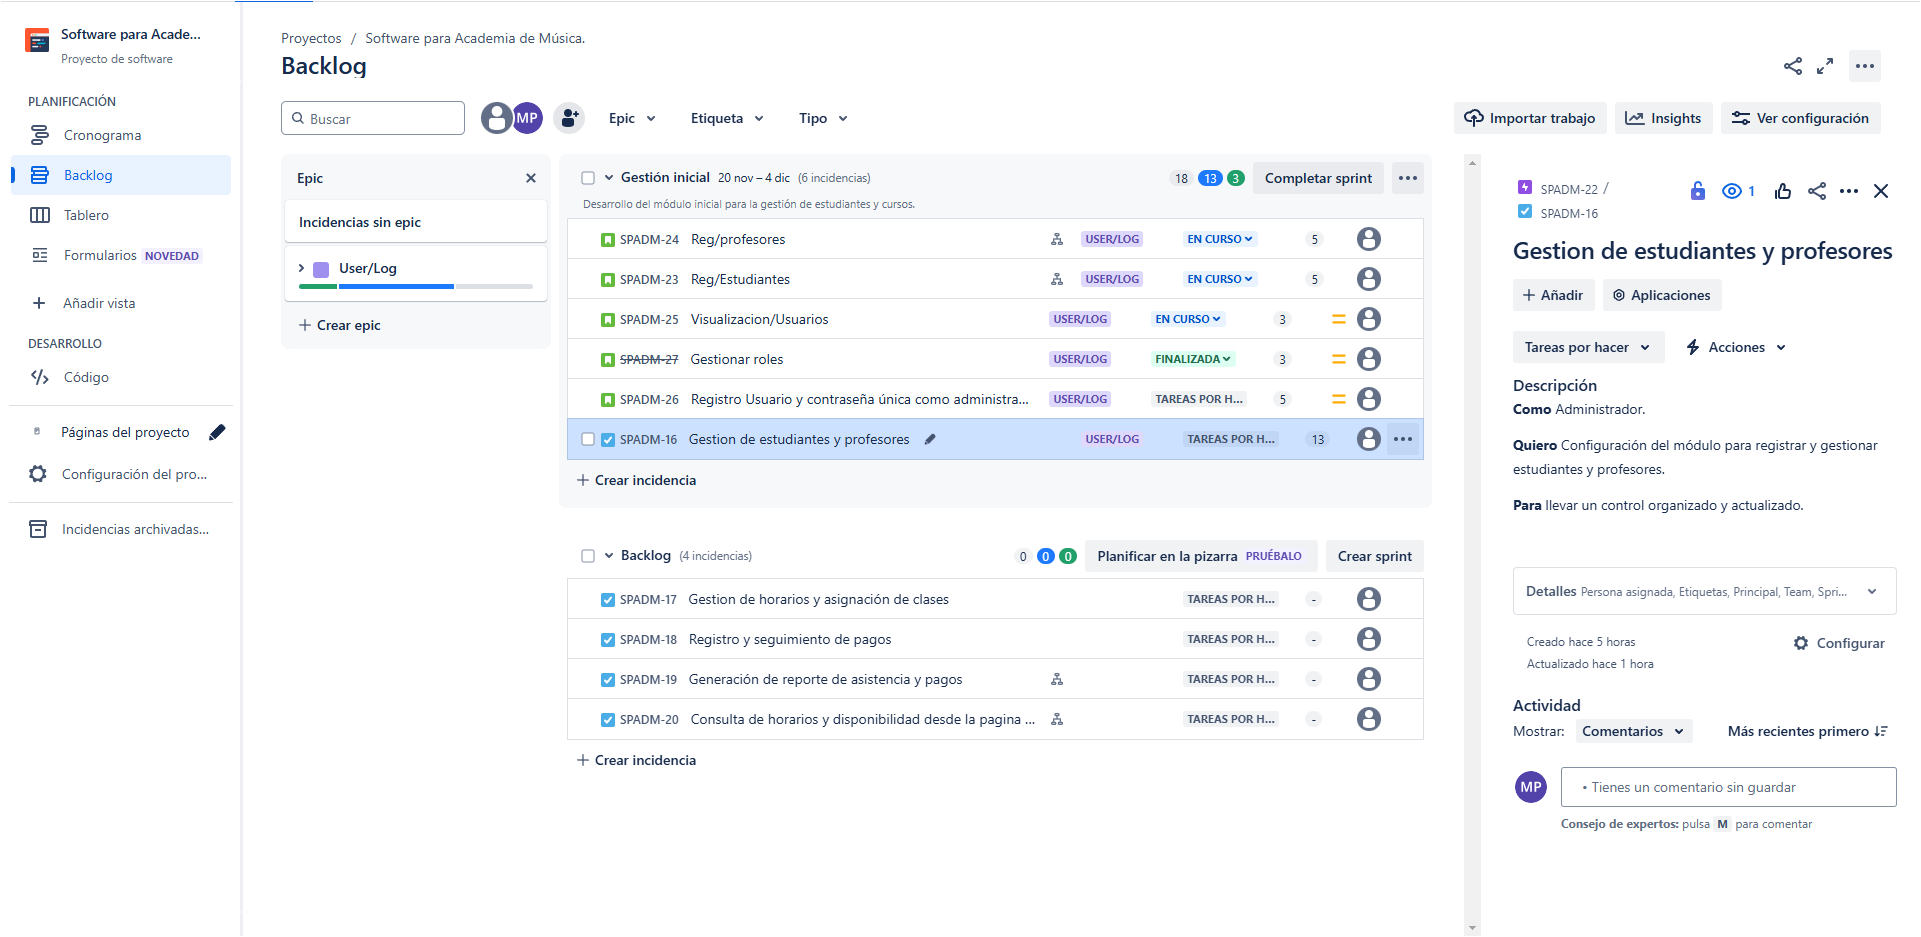 Software para Acade...
Proyecto de software
PLANIFICACIÓN
Cronograma
Backlog
Tablero
Formularios NOVEDAD
Añadir vista
DESARROLLO
Código
Páginas del proyecto
Configuración del pro...
Incidencias archivadas...
Proyectos / Software para Academia de Música.
Backlog
Buscar MP Epic Etiqueta Tipo
Importar trabajo Insights Ver configuración
Epic
Incidencias sin epic
User/Log
+ Crear epic
Gestión inicial 20 nov – 4 dic (6 incidencias) 18 13 3 Completar sprint
Desarrollo del módulo inicial para la gestión de estudiantes y cursos.
SPADM-24 Reg/profesores USER/LOG EN CURSO 5
SPADM-23 Reg/Estudiantes USER/LOG EN CURSO 5
SPADM-25 Visualizacion/Usuarios USER/LOG EN CURSO 3
SPADM-27 Gestionar roles USER/LOG FINALIZADA 3
SPADM-26 Registro Usuario y contraseña única como administra... USER/LOG TAREAS POR H... 5
SPADM-16 Gestion de estudiantes y profesores USER/LOG TAREAS POR H... 13
+ Crear incidencia
Backlog (4 incidencias) 0 0 0 Planificar en la pizarra PRUÉBALO Crear sprint
SPADM-17 Gestion de horarios y asignación de clases TAREAS POR H... -
SPADM-18 Registro y seguimiento de pagos TAREAS POR H... -
SPADM-19 Generación de reporte de asistencia y pagos TAREAS POR H... -
SPADM-20 Consulta de horarios y disponibilidad desde la pagina ... TAREAS POR H... -
+ Crear incidencia
SPADM-22 /
SPADM-16
1
Gestion de estudiantes y profesores
+ Añadir Aplicaciones
Tareas por hacer Acciones
Descripción
Como Administrador.
Quiero Configuración del módulo para registrar y gestionar
estudiantes y profesores.
Para llevar un control organizado y actualizado.
Detalles Persona asignada, Etiquetas, Principal, Team, Spri...
Creado hace 5 horas
Configurar
Actualizado hace 1 hora
Actividad
Mostrar: Comentarios Más recientes primero
MP • Tienes un comentario sin guardar
Consejo de expertos: pulsa M para comentar